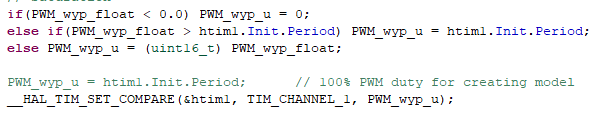 if(PWM_wyp_float < 0.0) PWM_wyp_u = 0;
else if(PWM_wyp_float > htim1.Init.Period) PWM_wyp_u = htim1.Init.Period;
else PWM_wyp_u = (uint16_t) PWM_wyp_float;
PWM_wyp_u = htim1.Init.Period; // 100% PWM duty for creating model
__HAL_TIM_SET_COMPARE(&htim1, TIM_CHANNEL_1, PWM_wyp_u);